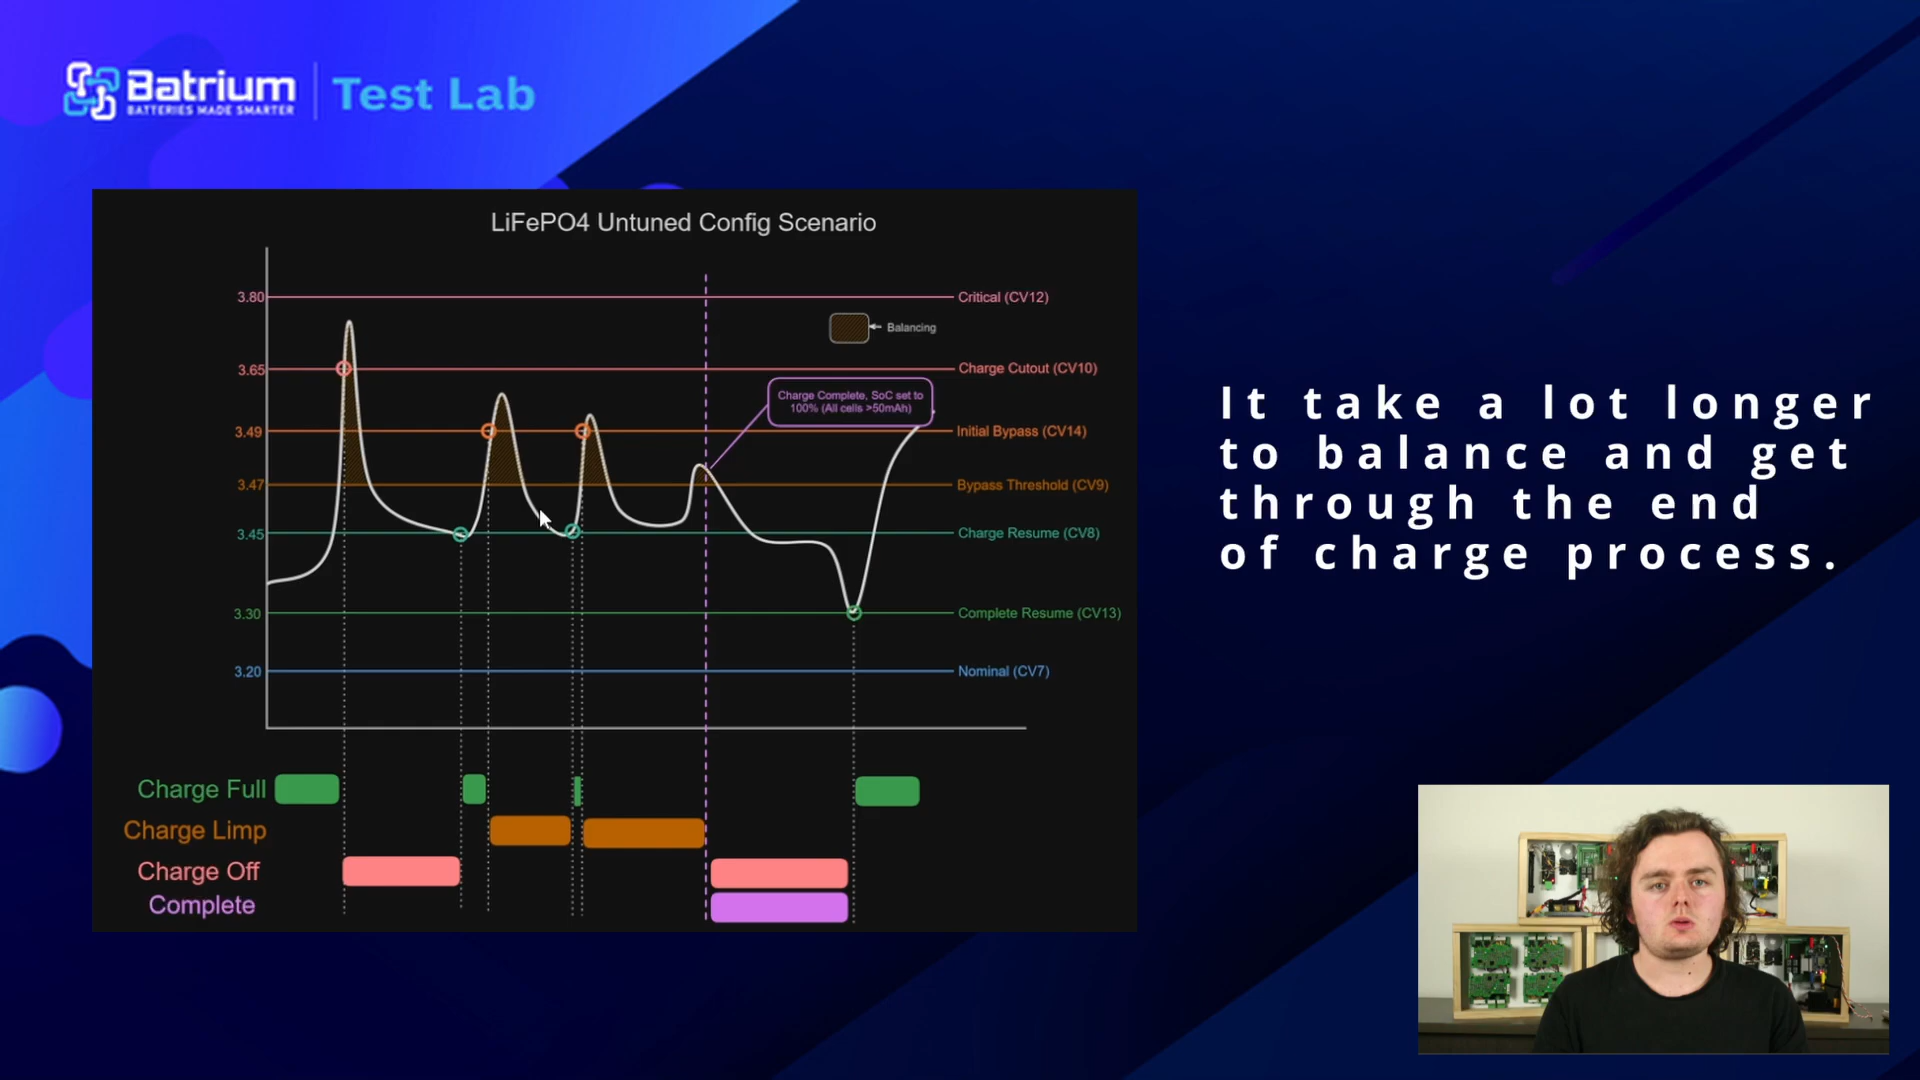 Batrium
BATTERIES MADE SMARTER
Test Lab
LiFePO4 Untuned Config Scenario
3.80
Critical (CV12)
Balancing
3.65
Charge Cutout (CV10)
Charge Complete, SoC set to
100% (All cells >50mAh)
3.49
Initial Bypass (CV14)
3.47
Bypass Threshold (CV9)
3.45
Charge Resume (CV8)
3.30
Complete Resume (CV13)
3.20
Nominal (CV7)
Charge Full
Charge Limp
Charge Off
Complete
It take a lot longer
to balance and get
through the end
of charge process.